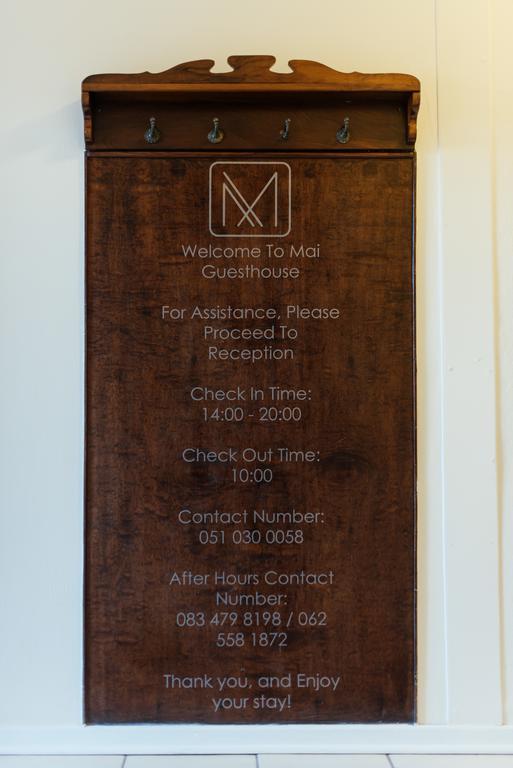 M
Welcome To Mai
Guesthouse
For Assistance, Please
Proceed To
Reception
Check In Time:
14:00 - 20:00
Check Out Time:
10:00
Contact Number:
051 030 0058
After Hours Contact
Number:
083 479 8198 / 062
558 1872
Thank you, and Enjoy
your stay!